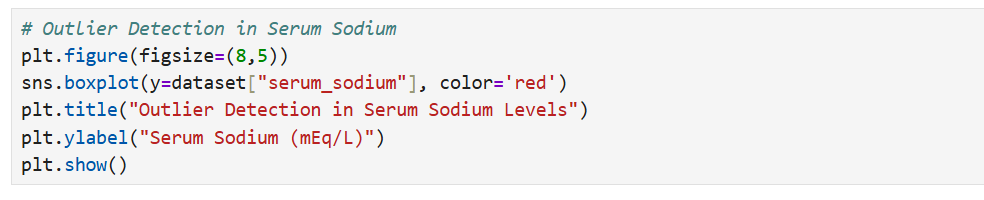 # Outlier Detection in Serum Sodium
plt.figure(figsize=(8,5))
sns.boxplot(y=dataset["serum_sodium"], color='red')
plt.title("Outlier Detection in Serum Sodium Levels")
plt.ylabel("Serum Sodium (mEq/L)")
plt.show()